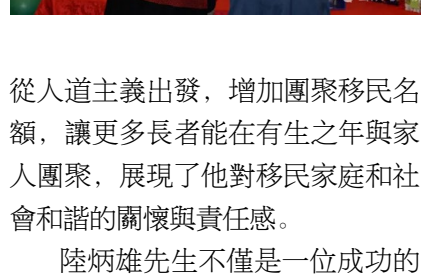 從人道主義出發，增加團聚移民名
額，讓更多長者能在有生之年與家
人團聚，展現了他對移民家庭和社
會和諧的關懷與責任感。
陸炳雄先生不僅是一位成功的